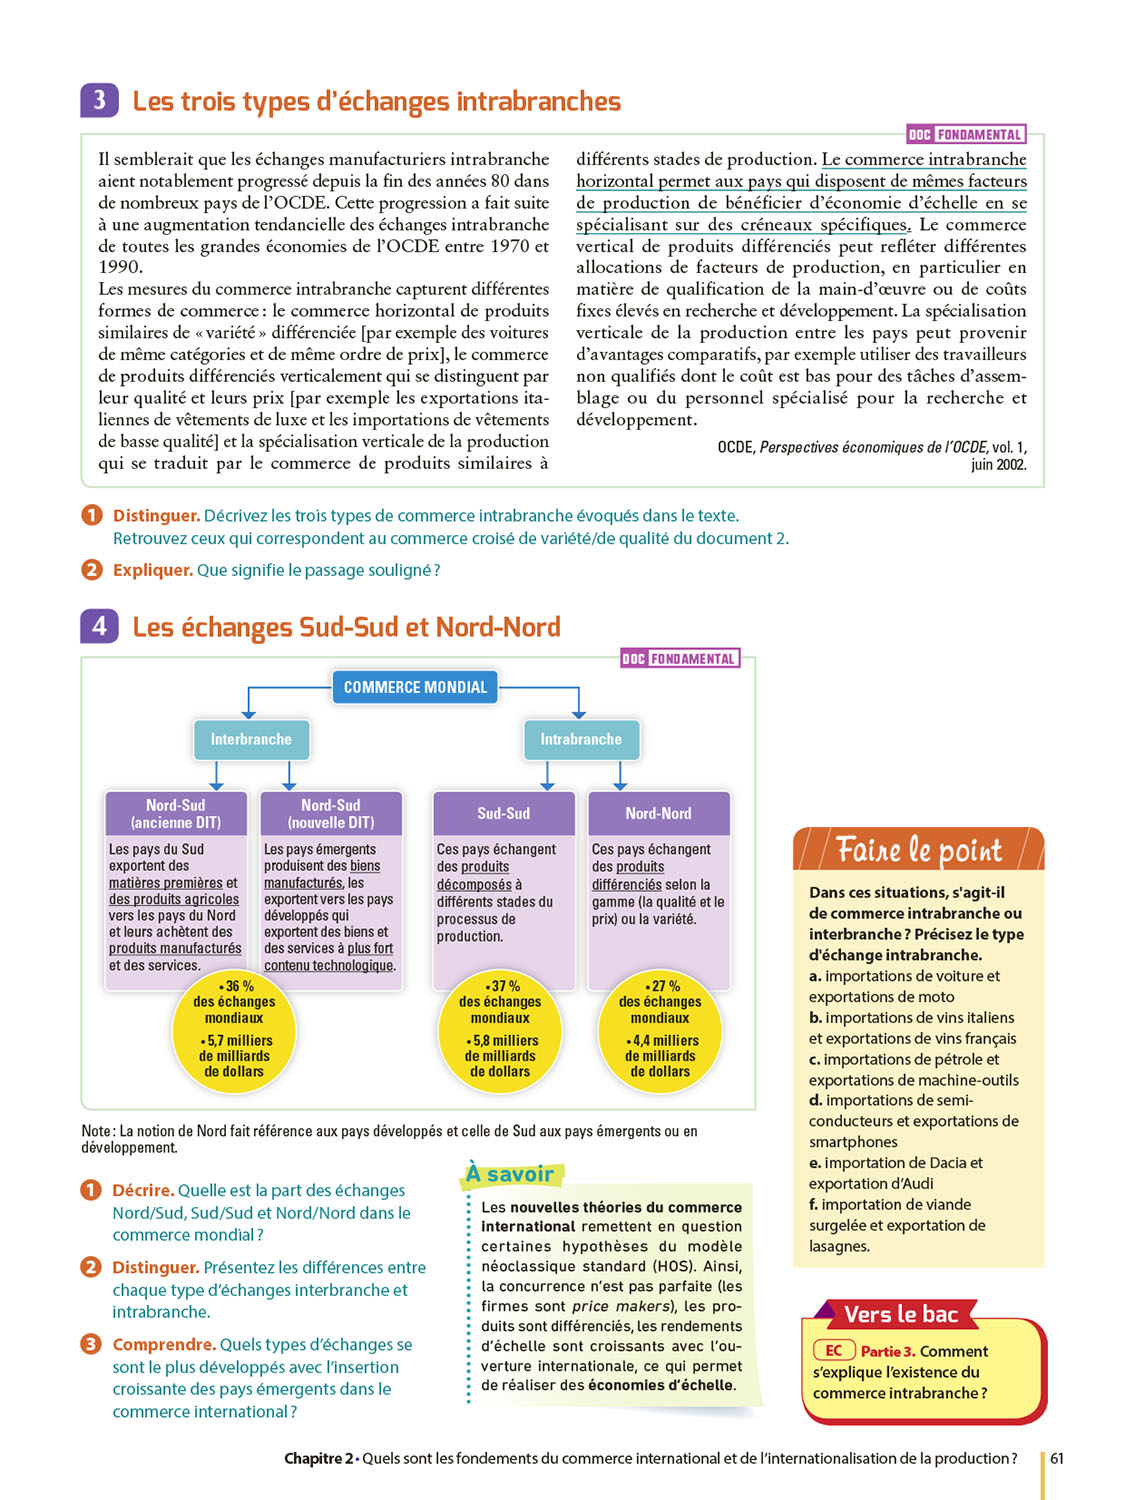 3 Les trois types d'échanges intrabranches
DOC FONDAMENTAL
Il semblerait que les échanges manufacturiers intrabranche
aient notablement progressé depuis la fin des années 80 dans
de nombreux pays de l'OCDE. Cette progression a fait suite
à une augmentation tendancielle des échanges intrabranche
de toutes les grandes économies de l'OCDE entre 1970 et
1990.
Les mesures du commerce intrabranche capturent différentes
formes de commerce : le commerce horizontal de produits
similaires de « variété » différenciée [par exemple des voitures
de même catégories et de même ordre de prix], le commerce
de produits différenciés verticalement qui se distinguent par
leur qualité et leurs prix [par exemple les exportations ita-
liennes de vêtements de luxe et les importations de vêtements
de basse qualité] et la spécialisation verticale de la production
qui se traduit par le commerce de produits similaires à
différents stades de production. Le commerce intrabranche
horizontal permet aux pays qui disposent de mêmes facteurs
de production de bénéficier d'économie d'échelle en se
spécialisant sur des créneaux spécifiques. Le commerce
vertical de produits différenciés peut refléter différentes
allocations de facteurs de production, en particulier en
matière de qualification de la main-d'œuvre ou de coûts
fixes élevés en recherche et développement. La spécialisation
verticale de la production entre les pays peut provenir
d'avantages comparatifs, par exemple utiliser des travailleurs
non qualifiés dont le coût est bas pour des tâches d'assem-
blage ou du personnel spécialisé pour la recherche et
développement.
OCDE, Perspectives économiques de l'OCDE, vol. 1,
juin 2002.
1 Distinguer. Décrivez les trois types de commerce intrabranche évoqués dans le texte.
Retrouvez ceux qui correspondent au commerce croisé de variété/de qualité du document 2.
2 Expliquer. Que signifie le passage souligné ?
4 Les échanges Sud-Sud et Nord-Nord
DOC FONDAMENTAL
COMMERCE MONDIAL
Interbranche
Intrabranche
Nord-Sud
(ancienne DIT)
Les pays du Sud
exportent des
matières premières et
des produits agricoles
vers les pays du Nord
et leurs achètent des
produits manufacturés
et des services.
Nord-Sud
(nouvelle DIT)
Les pays émergents
produisent des biens
manufacturés, les
exportent vers les pays
développés qui
exportent des biens et
des services à plus fort
contenu technologique.
Sud-Sud
Ces pays échangent
des produits
décomposés à
différents stades du
processus de
production.
Nord-Nord
Ces pays échangent
des produits
différenciés selon la
gamme (la qualité et le
prix) ou la variété.
• 36 %
des échanges
mondiaux
• 5,7 milliers
de milliards
de dollars
• 37 %
des échanges
mondiaux
• 5,8 milliers
de milliards
de dollars
• 27 %
des échanges
mondiaux
• 4,4 milliers
de milliards
de dollars
Note : La notion de Nord fait référence aux pays développés et celle de Sud aux pays émergents ou en
développement.
1 Décrire. Quelle est la part des échanges
Nord/Sud, Sud/Sud et Nord/Nord dans le
commerce mondial ?
2 Distinguer. Présentez les différences entre
chaque type d'échanges interbranche et
intrabranche.
3 Comprendre. Quels types d'échanges se
sont le plus développés avec l'insertion
croissante des pays émergents dans le
commerce international ?
À savoir
Les nouvelles théories du commerce
international remettent en question
certaines hypothèses du modèle
néoclassique standard (HOS). Ainsi,
la concurrence n'est pas parfaite (les
firmes sont price makers), les pro-
duits sont différenciés, les rendements
d'échelle sont croissants avec l'ou-
verture internationale, ce qui permet
de réaliser des économies d'échelle.
Faire le point
Dans ces situations, s'agit-il
de commerce intrabranche ou
interbranche ? Précisez le type
d'échange intrabranche.
a. importations de voiture et
exportations de moto
b. importations de vins italiens
et exportations de vins français
c. importations de pétrole et
exportations de machine-outils
d. importations de semi-
conducteurs et exportations de
smartphones
e. importation de Dacia et
exportation d'Audi
f. importation de viande
surgelée et exportation de
lasagnes.
Vers le bac
EC Partie 3. Comment
s'explique l'existence du
commerce intrabranche ?
Chapitre 2 • Quels sont les fondements du commerce international et de l'internationalisation de la production ? 61